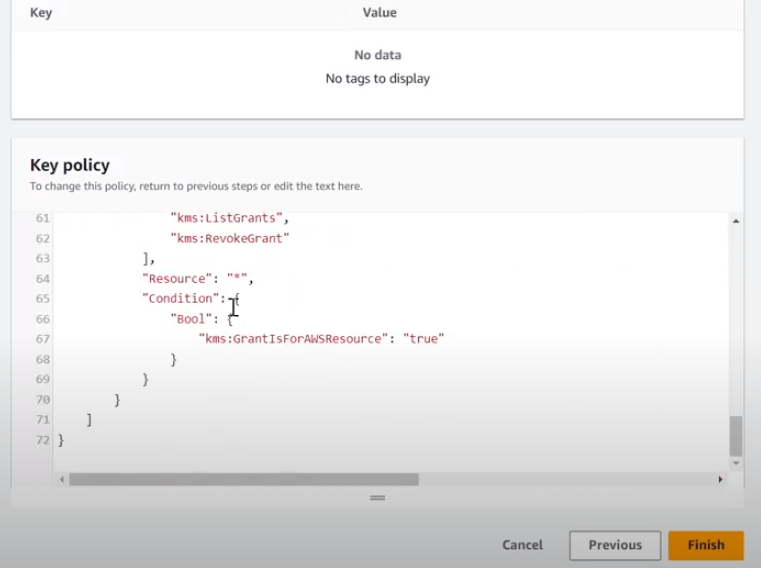 Key Value
No data
No tags to display
Key policy
To change this policy, return to previous steps or edit the text here.
61 "kms:ListGrants",
62 "kms:RevokeGrant"
63 ],
64 "Resource": "*",
65 "Condition": {
66 "Bool": {
67 "kms:GrantIsForAWSResource": "true"
68 }
69 }
70 }
71 ]
72 }
Cancel Previous Finish